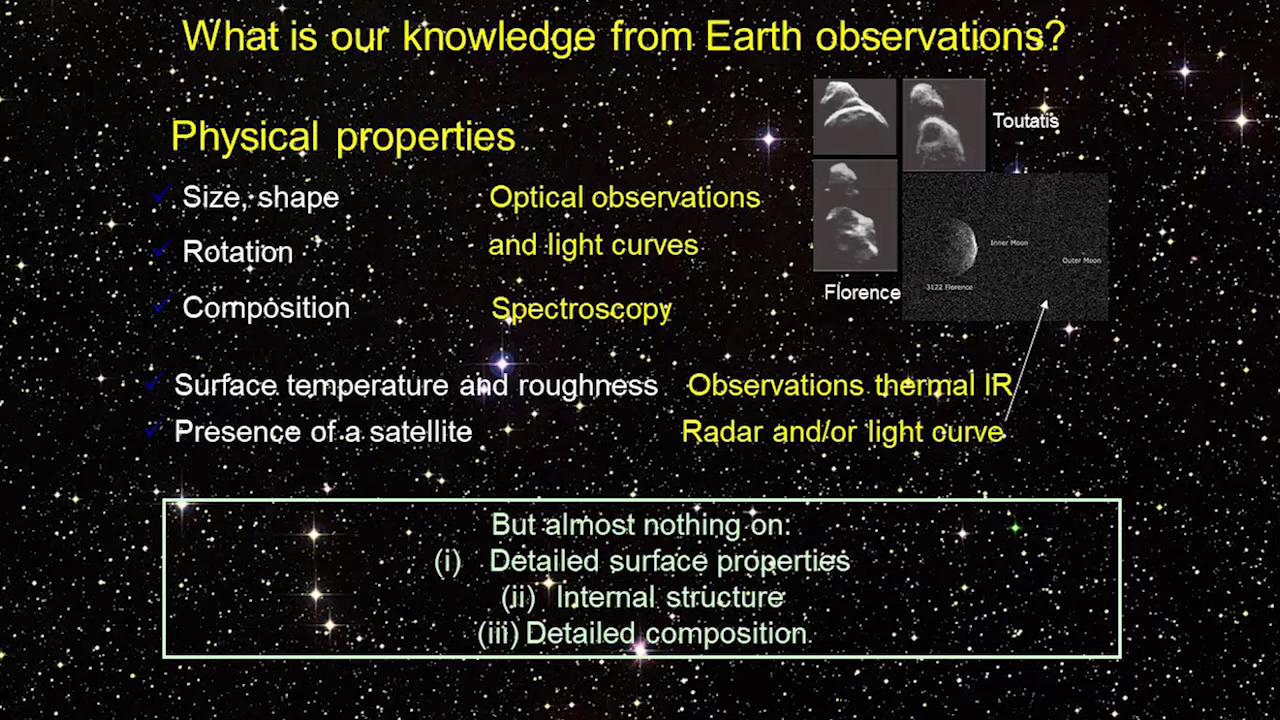 What is our knowledge from Earth observations?
Physical properties
Toutatis
Size, shape
Optical observations
Rotation
and light curves
Inner Moon
Outer Moon
3122 Florence
Florence
Composition
Spectroscopy
Surface temperature and roughness
Observations thermal IR
Presence of a satellite
Radar and/or light curve
But almost nothing on:
(i) Detailed surface properties
(ii) Internal structure
(iii) Detailed composition